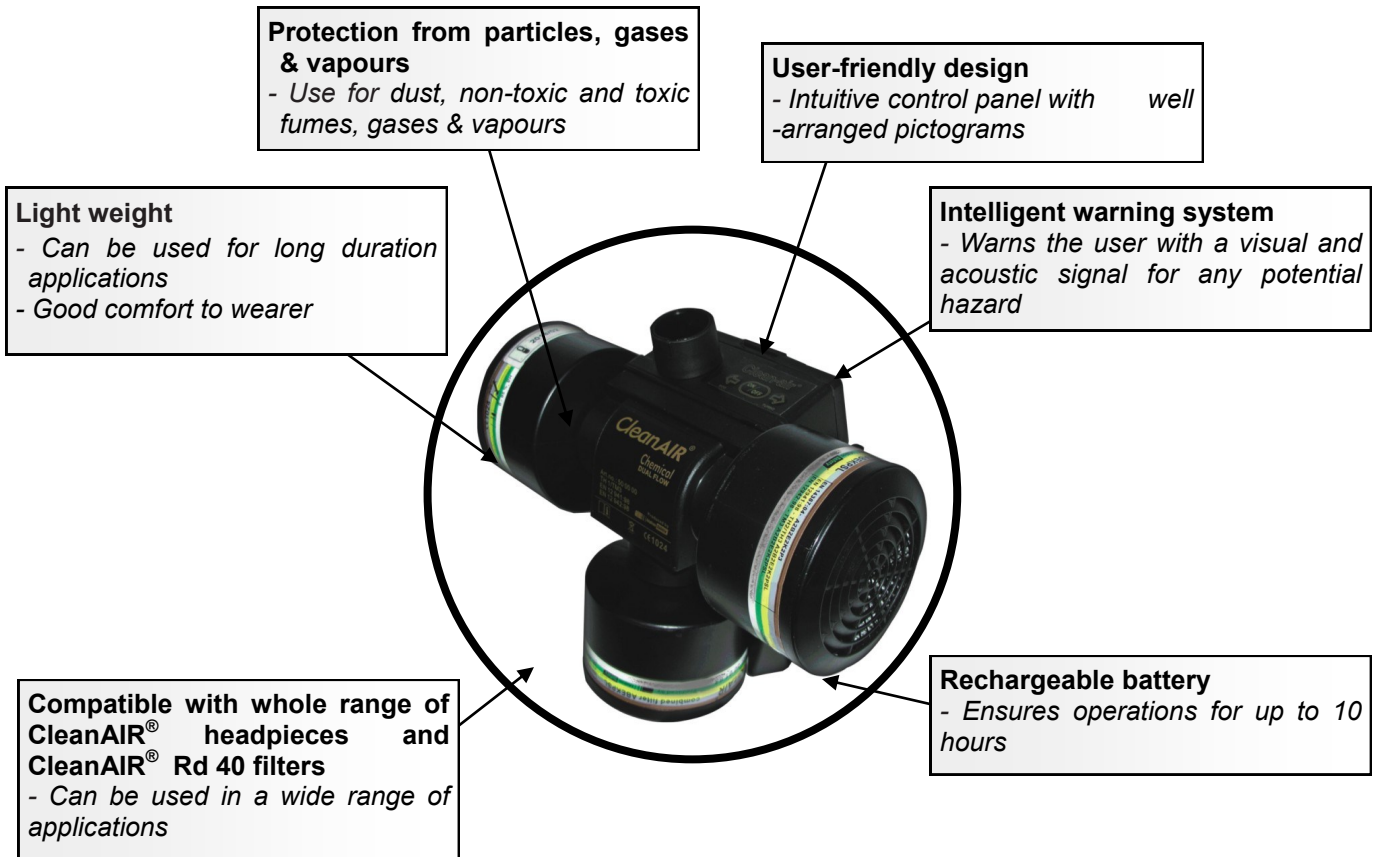 Protection from particles, gases
& vapours
- Use for dust, non-toxic and toxic
fumes, gases & vapours
User-friendly design
- Intuitive control panel with well
-arranged pictograms
Light weight
- Can be used for long duration
applications
- Good comfort to wearer
Intelligent warning system
- Warns the user with a visual and
acoustic signal for any potential
hazard
Clean-air®
CleanAIR®
Chemical
DUAL FLOW
CE1024
Compatible with whole range of
CleanAIR® headpieces and
CleanAIR® Rd 40 filters
- Can be used in a wide range of
applications
Rechargeable battery
- Ensures operations for up to 10
hours